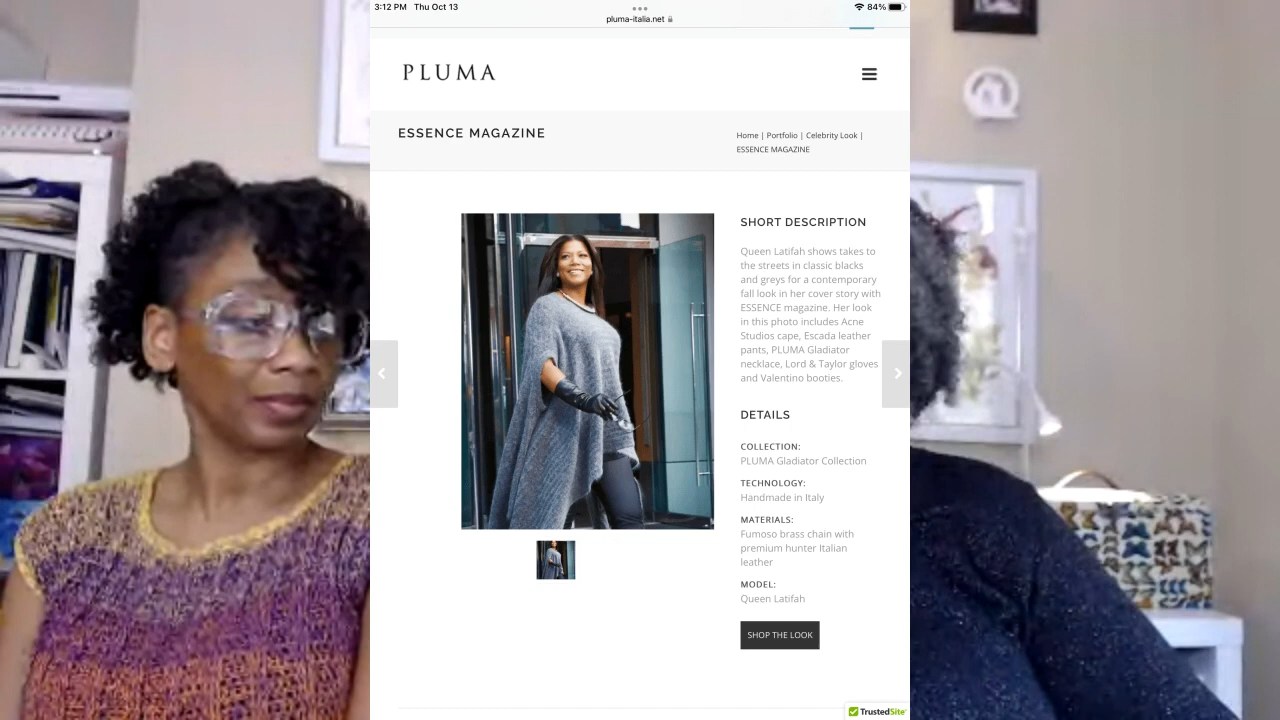 3:12 PM Thu Oct 13
84%
pluma-italia.net
PLUMA
ESSENCE MAGAZINE
Home | Portfolio | Celebrity Look |
ESSENCE MAGAZINE
SHORT DESCRIPTION
Queen Latifah shows takes to
the streets in classic blacks
and greys for a contemporary
fall look in her cover story with
ESSENCE magazine. Her look
in this photo includes Acne
Studios cape, Escada leather
pants, PLUMA Gladiator
necklace, Lord & Taylor gloves
and Valentino booties.
DETAILS
COLLECTION:
PLUMA Gladiator Collection
TECHNOLOGY:
Handmade in Italy
MATERIALS:
Fumoso brass chain with
premium hunter Italian
leather
MODEL:
Queen Latifah
SHOP THE LOOK
TrustedSite